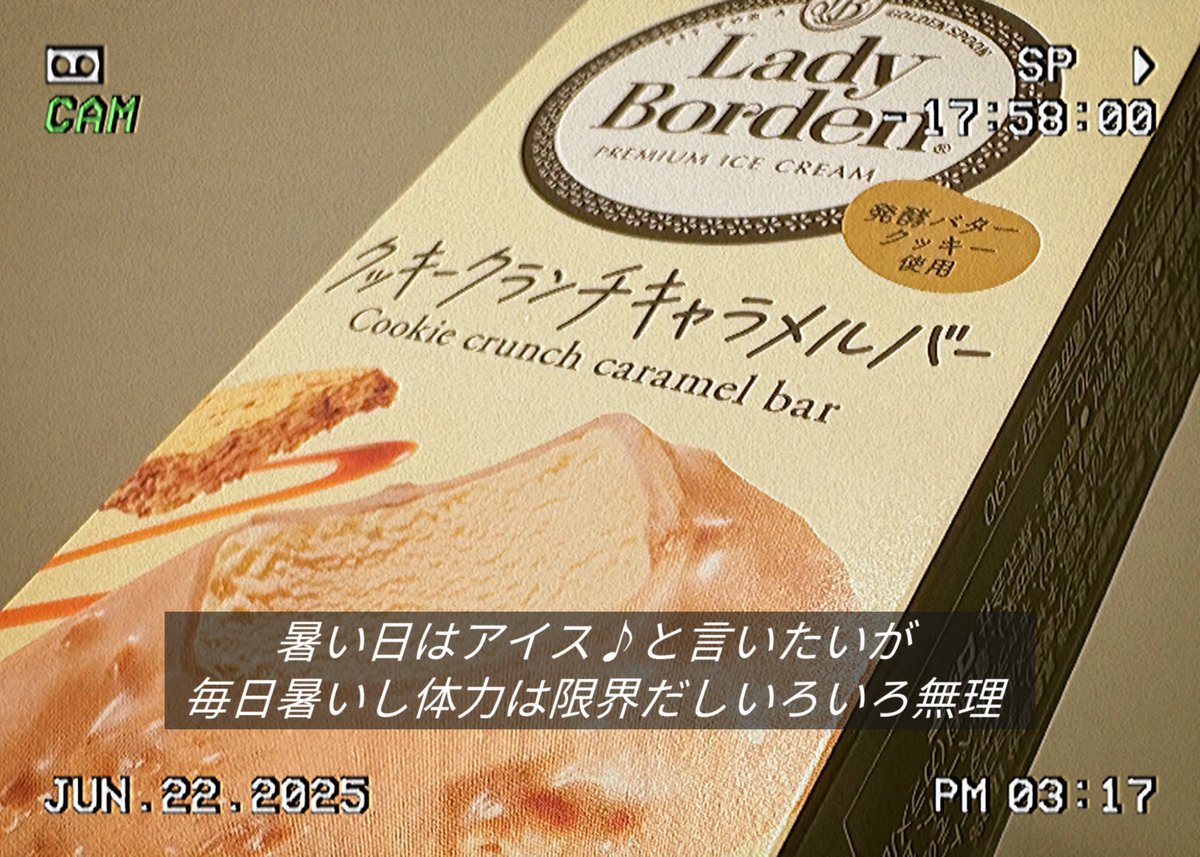 CAM
SP
-17:58:00
GOLDEN SPOON
Lady
Borden®
PREMIUM ICE CREAM
発酵バター
クッキー
使用
クッキークランチキャラメルバー
Cookie crunch caramel bar
暑い日はアイス♪と言いたいが
毎日暑いし体力は限界だしいろいろ無理
JUN.22.2025
PM 03:17